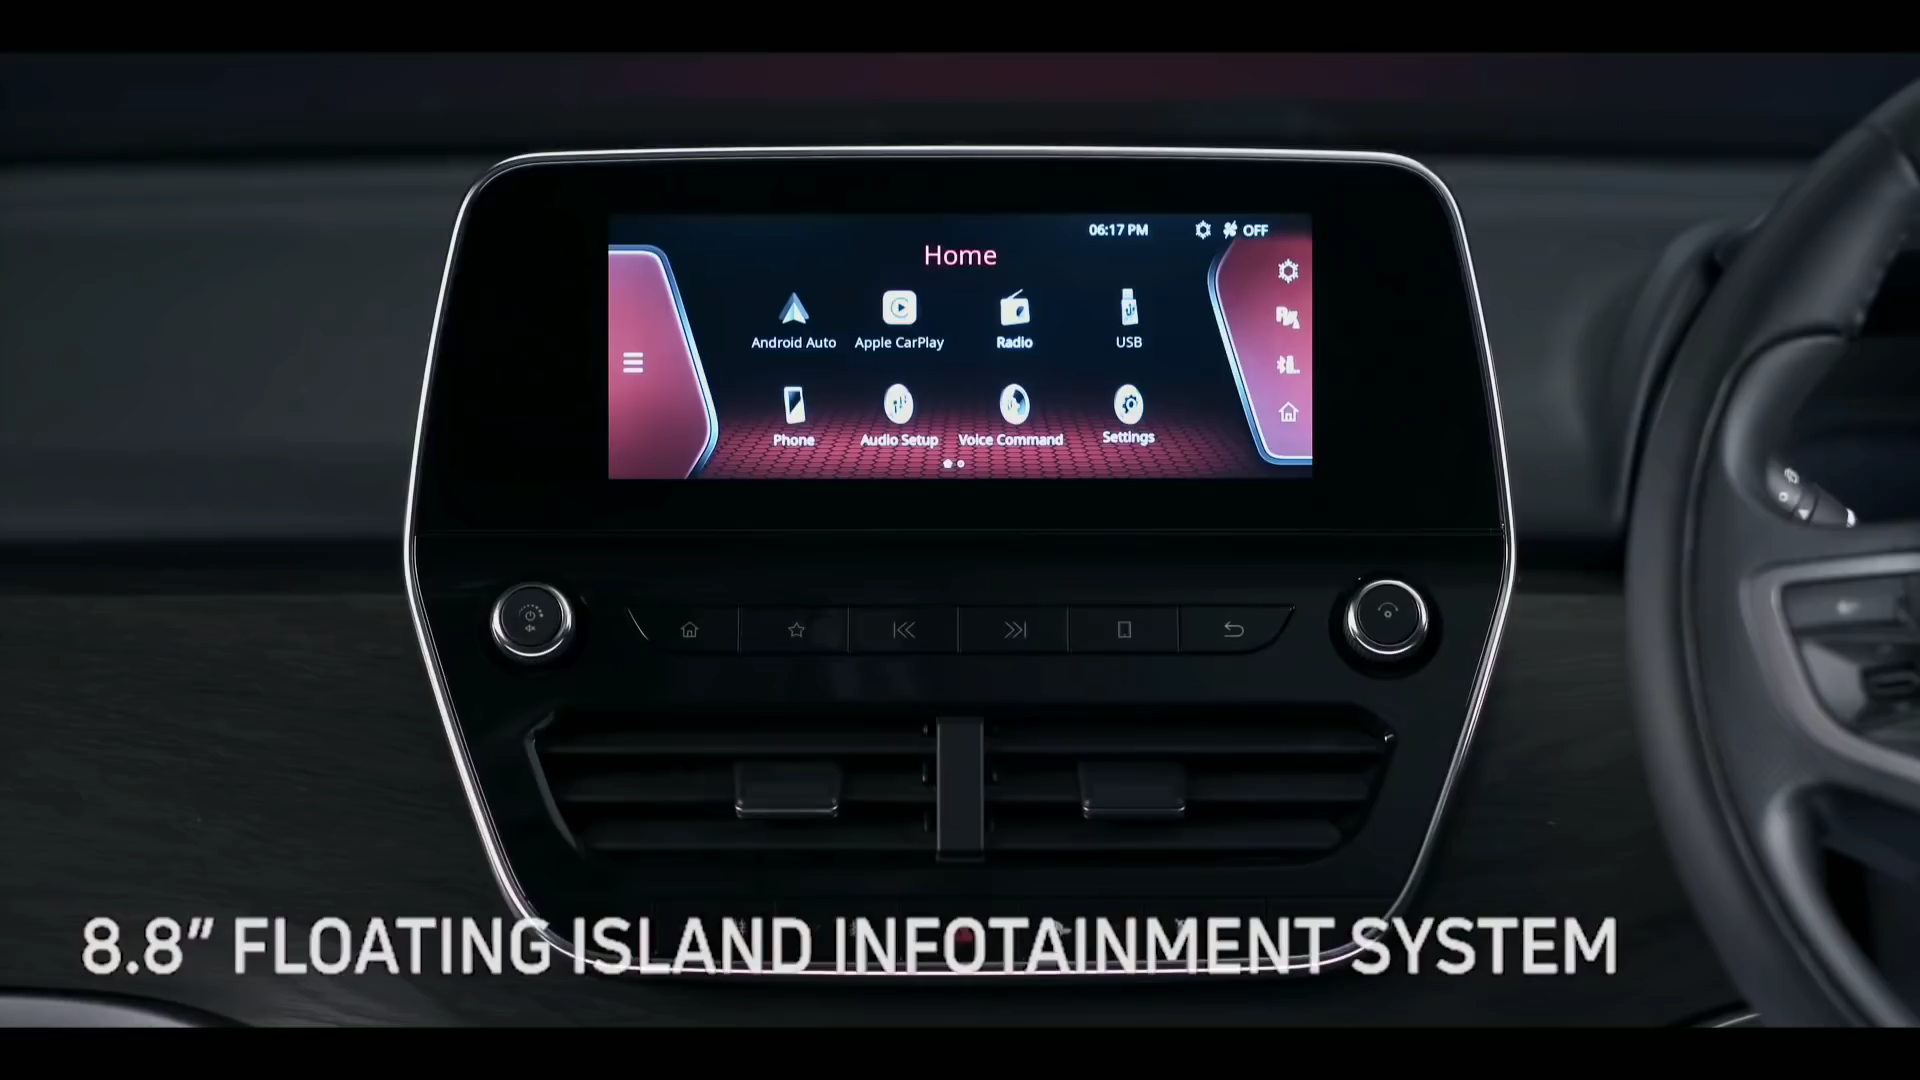 06:17 PM OFF
Home
Android Auto Apple CarPlay Radio USB
Phone Audio Setup Voice Command Settings
8.8” FLOATING ISLAND INFOTAINMENT SYSTEM